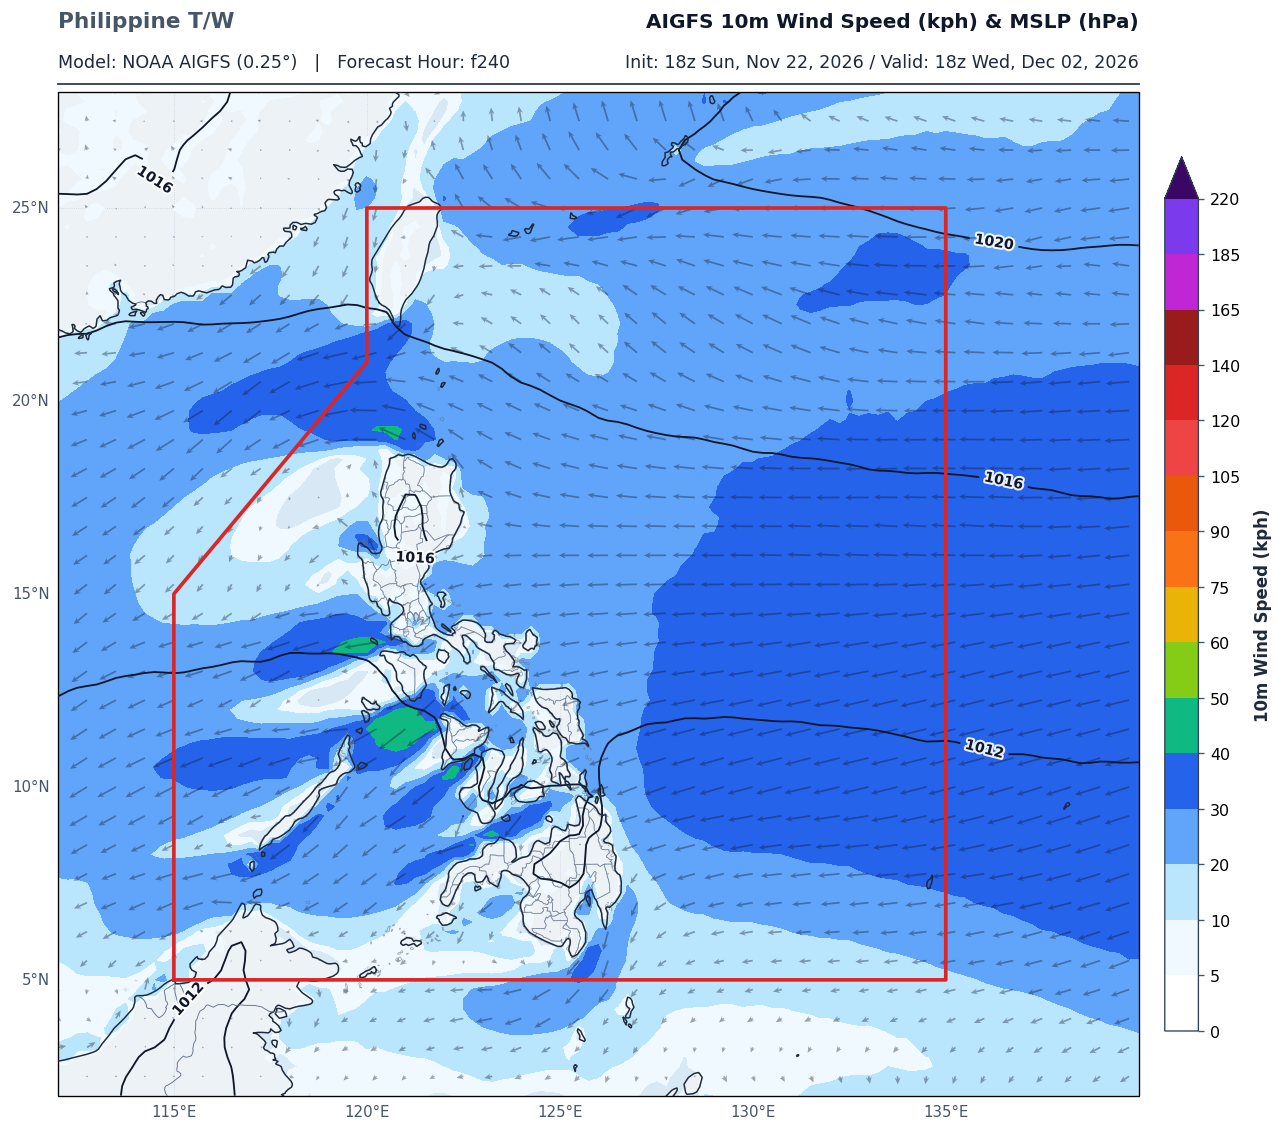 Philippine T/W
AIGFS 10m Wind Speed (kph) & MSLP (hPa)
Model: NOAA AIGFS (0.25°)   |   Forecast Hour: f240
Init: 18z Sun, Nov 22, 2026 / Valid: 18z Wed, Dec 02, 2026
1016
1020
1016
1016
1012
1012
25°N
20°N
15°N
10°N
5°N
115°E
120°E
125°E
130°E
135°E
220
185
165
140
120
105
90
75
60
50
40
30
20
10
5
0
10m Wind Speed (kph)